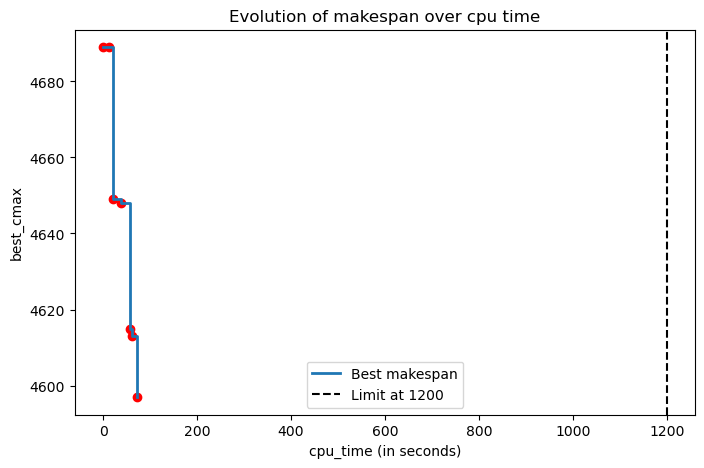 Evolution of makespan over cpu time
best_cmax
4680
4660
4640
4620
4600
Best makespan
Limit at 1200
0
200
400
600
800
1000
1200
cpu_time (in seconds)